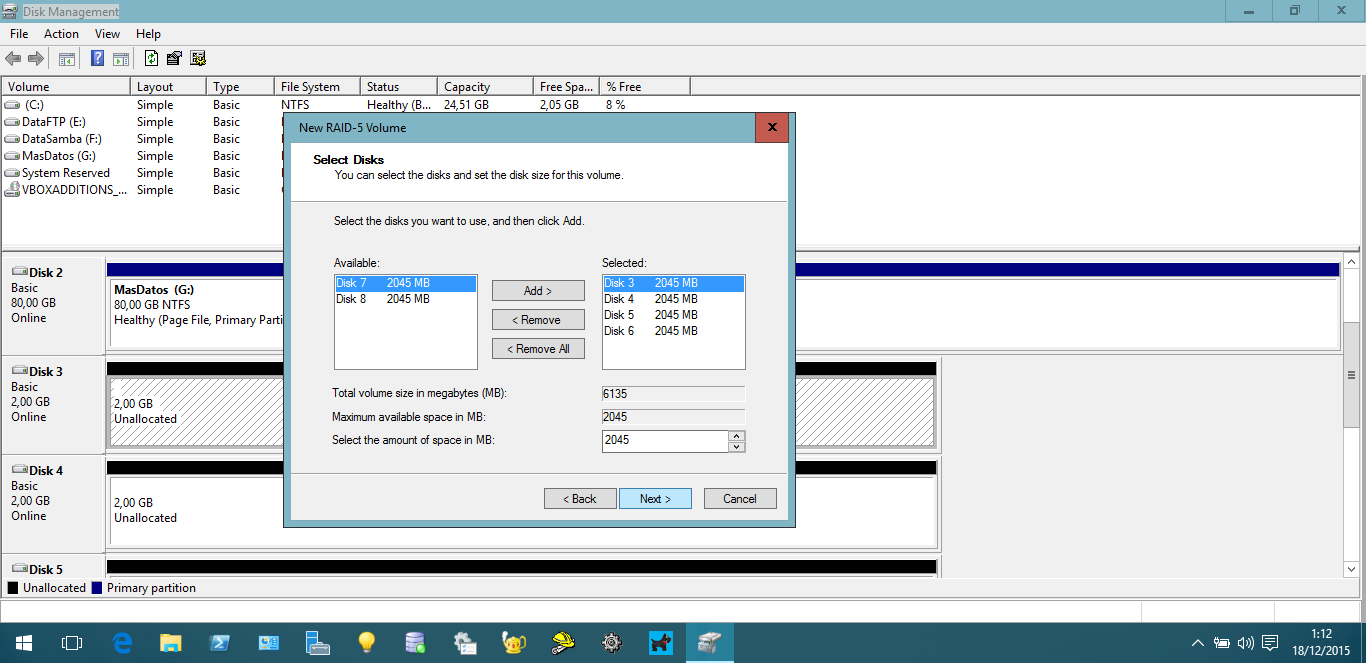 Disk Management
File Action View Help
Volume Layout Type File System Status Capacity Free Spa... % Free
(C:) Simple Basic NTFS Healthy (B... 24,51 GB 2,05 GB 8 %
DataFTP (E:) Simple Basic
DataSamba (F:) Simple Basic
MasDatos (G:) Simple Basic
System Reserved Simple Basic
VBOXADDITIONS_... Simple Basic
New RAID-5 Volume
Select Disks
You can select the disks and set the disk size for this volume.
Select the disks you want to use, and then click Add.
Available:
Disk 7 2045 MB
Disk 8 2045 MB
Add >
< Remove
< Remove All
Selected:
Disk 3 2045 MB
Disk 4 2045 MB
Disk 5 2045 MB
Disk 6 2045 MB
Total volume size in megabytes (MB): 6135
Maximum available space in MB: 2045
Select the amount of space in MB: 2045
< Back Next > Cancel
Disk 2
Basic
80,00 GB
Online
MasDatos (G:)
80,00 GB NTFS
Healthy (Page File, Primary Parti
Disk 3
Basic
2,00 GB
Online
2,00 GB
Unallocated
Disk 4
Basic
2,00 GB
Online
2,00 GB
Unallocated
Disk 5
Unallocated Primary partition
1:12
18/12/2015